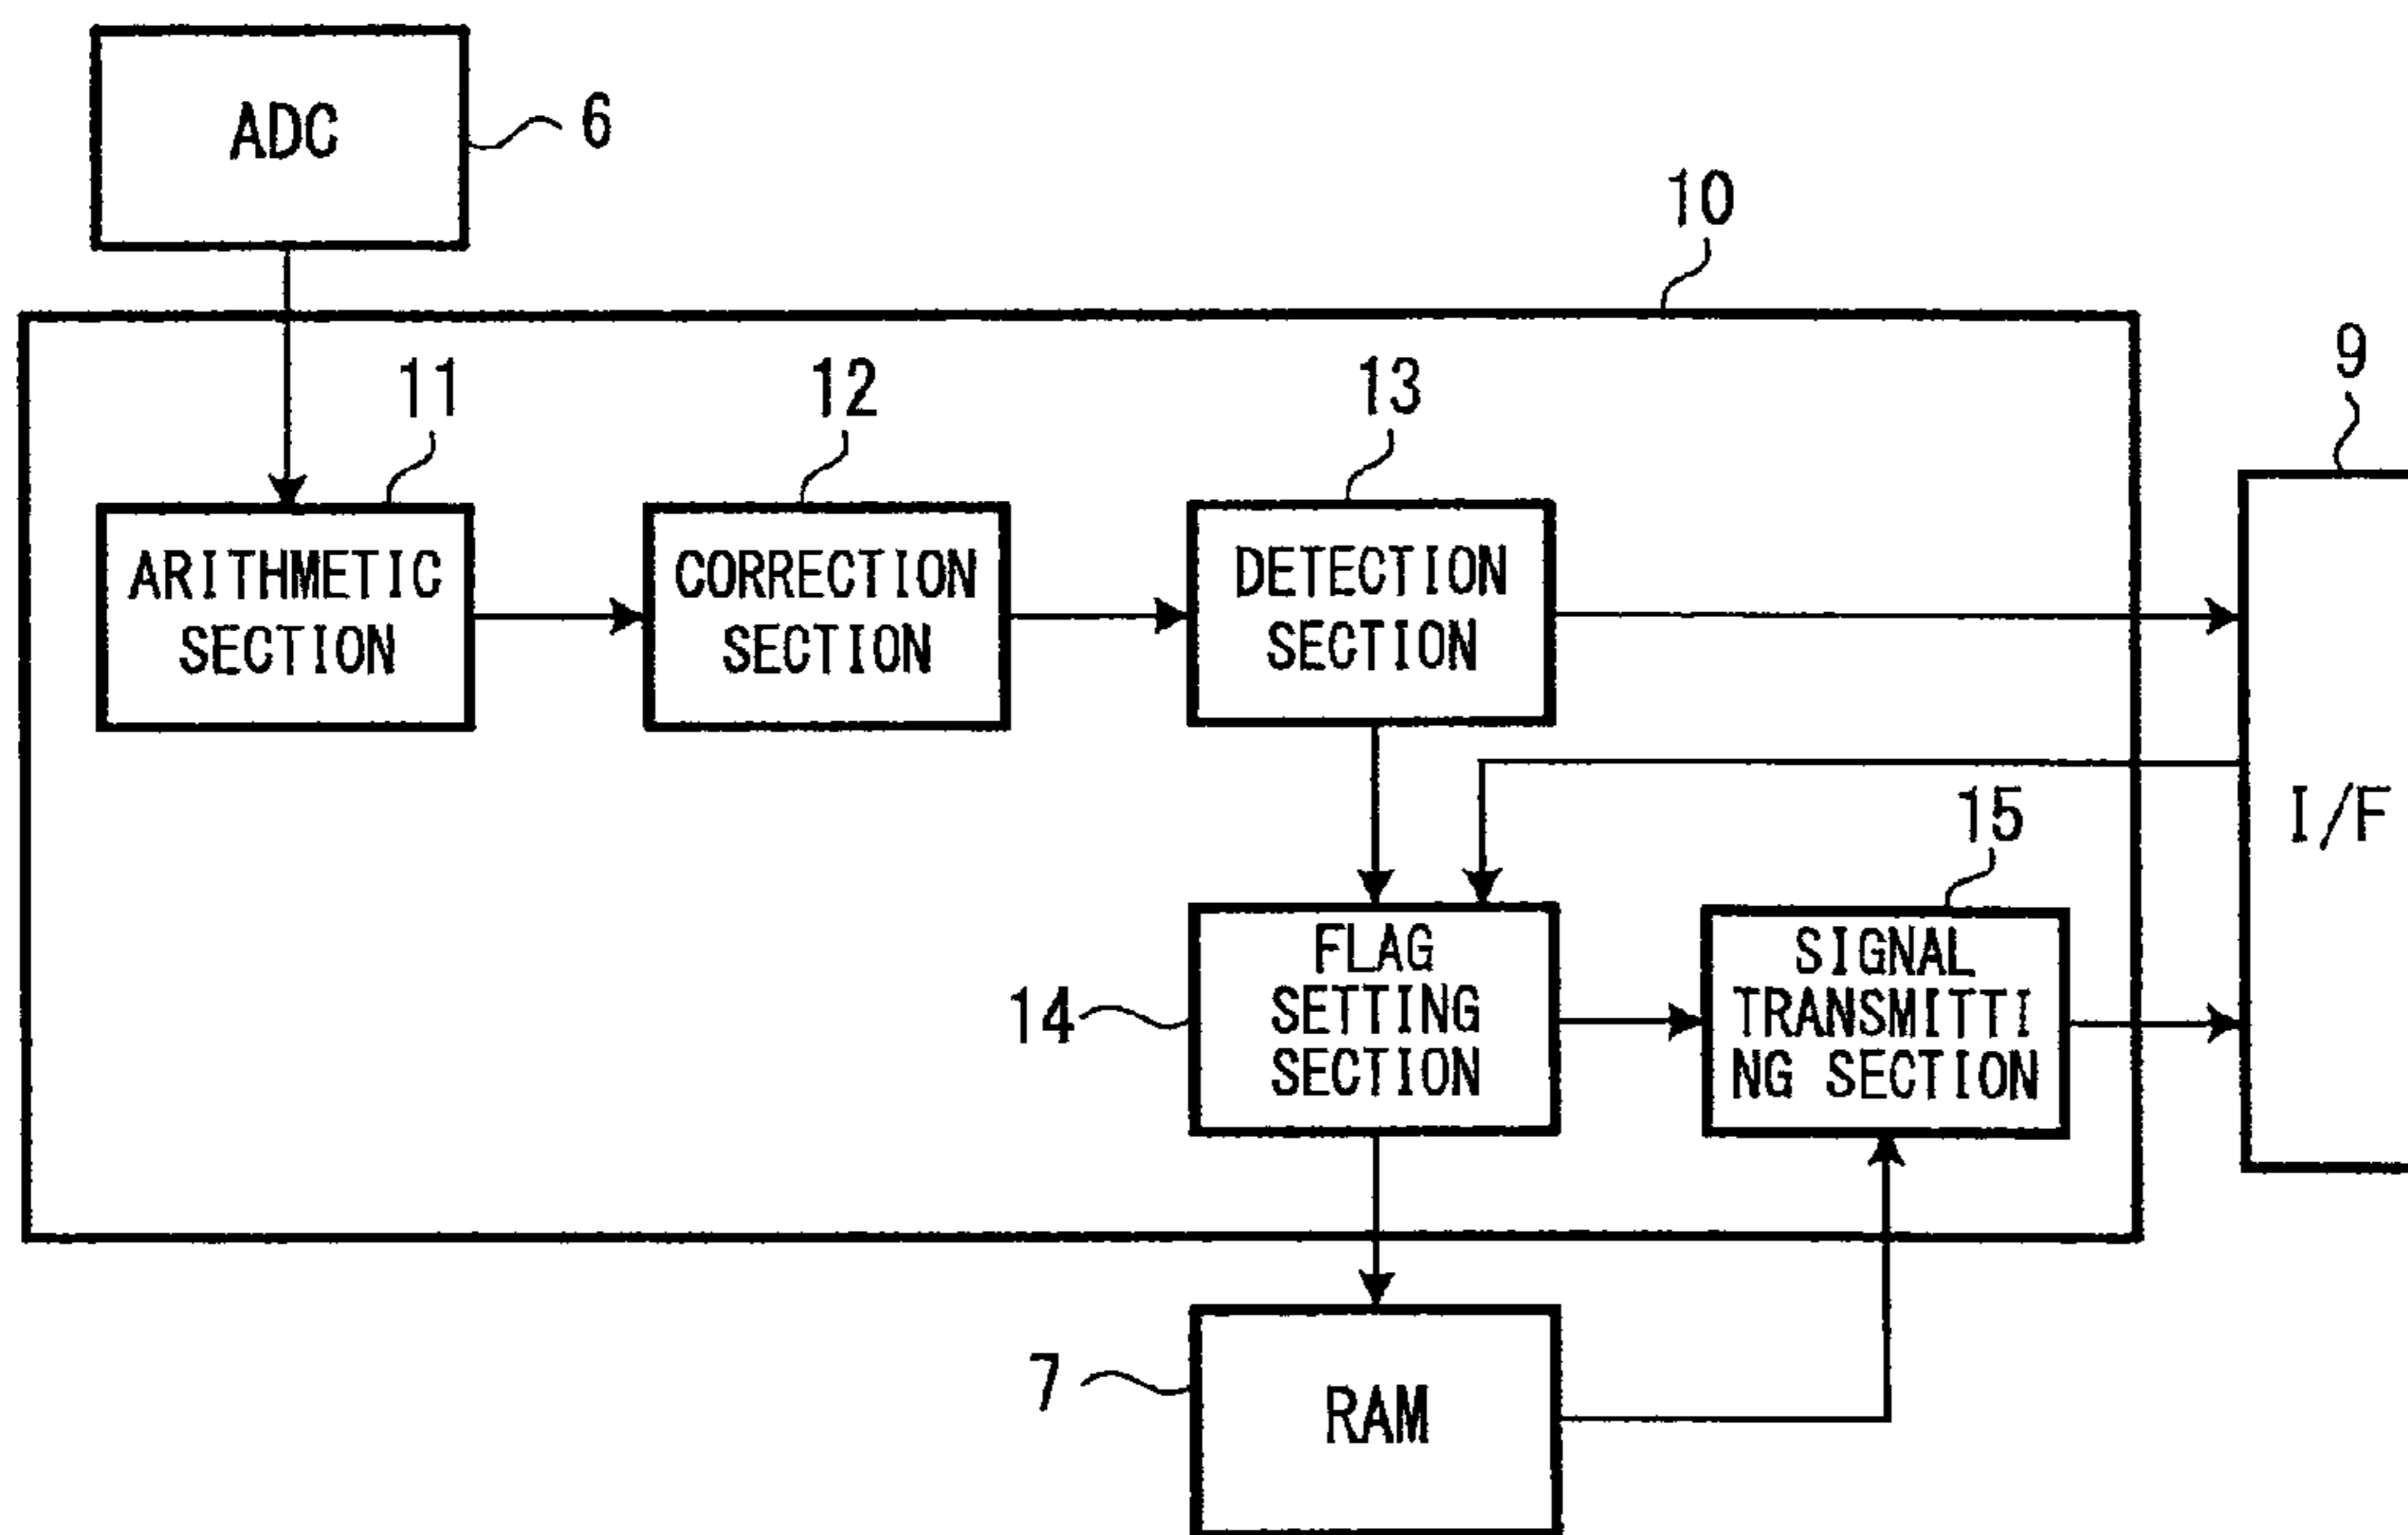 ADC
6
10
9
11
12
13
ARITHMETIC
SECTION
CORRECTION
SECTION
DETECTION
SECTION
I/F
15
14
FLAG
SETTING
SECTION
SIGNAL
TRANSMITTI
NG SECTION
7
RAM